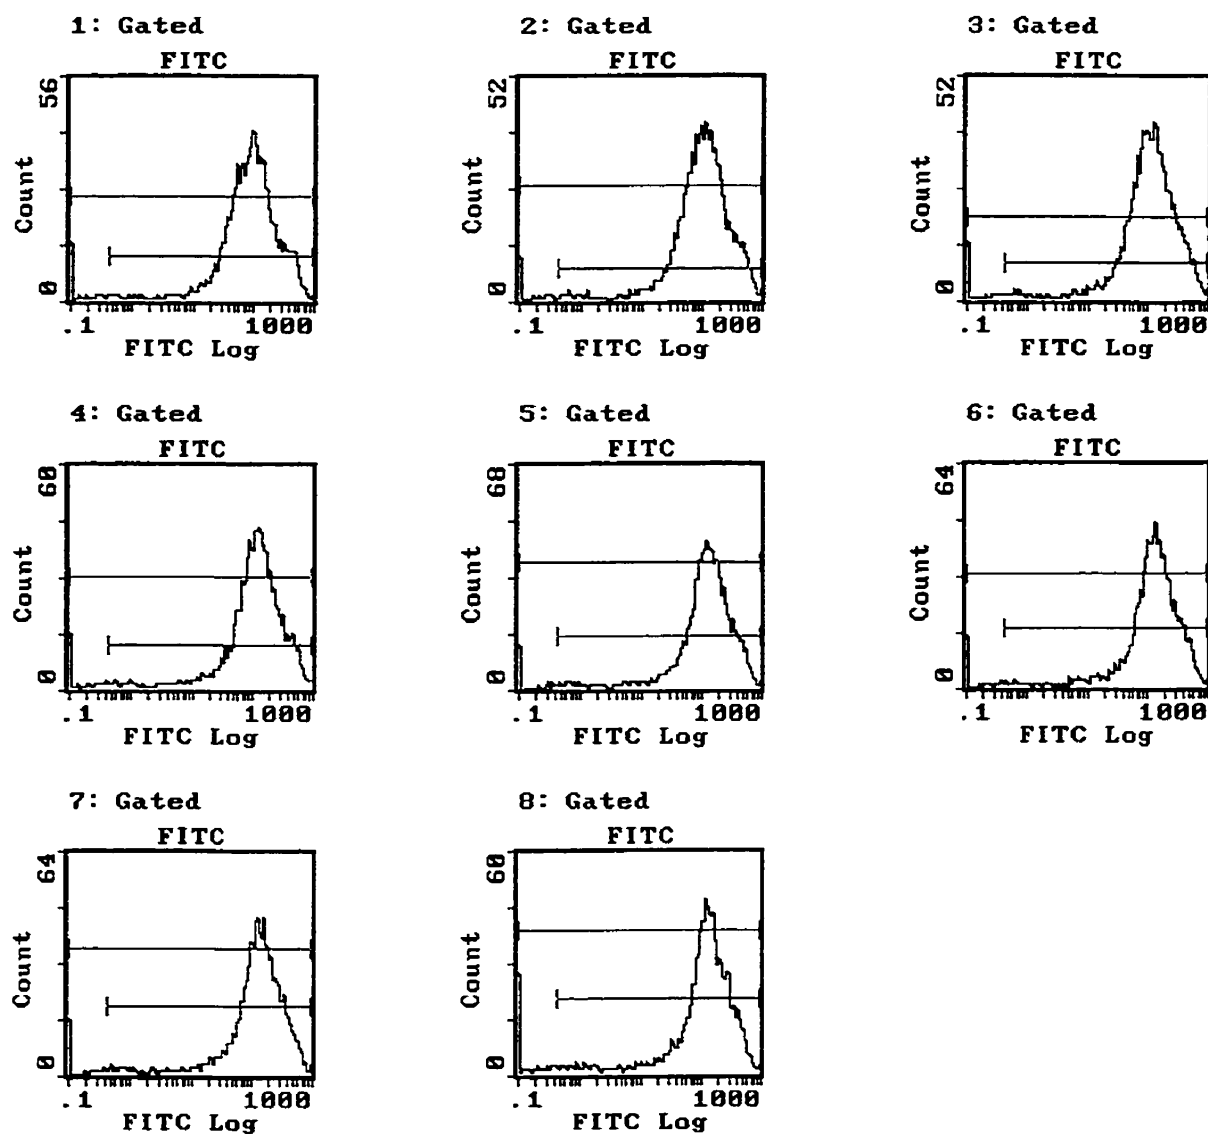 1: Gated
FITC
56
Count
0
.1 1000
FITC Log
2: Gated
FITC
52
Count
0
.1 1000
FITC Log
3: Gated
FITC
52
Count
0
.1 1000
FITC Log
4: Gated
FITC
60
Count
0
.1 1000
FITC Log
5: Gated
FITC
68
Count
0
.1 1000
FITC Log
6: Gated
FITC
64
Count
0
.1 1000
FITC Log
7: Gated
FITC
64
Count
0
.1 1000
FITC Log
8: Gated
FITC
60
Count
0
.1 1000
FITC Log